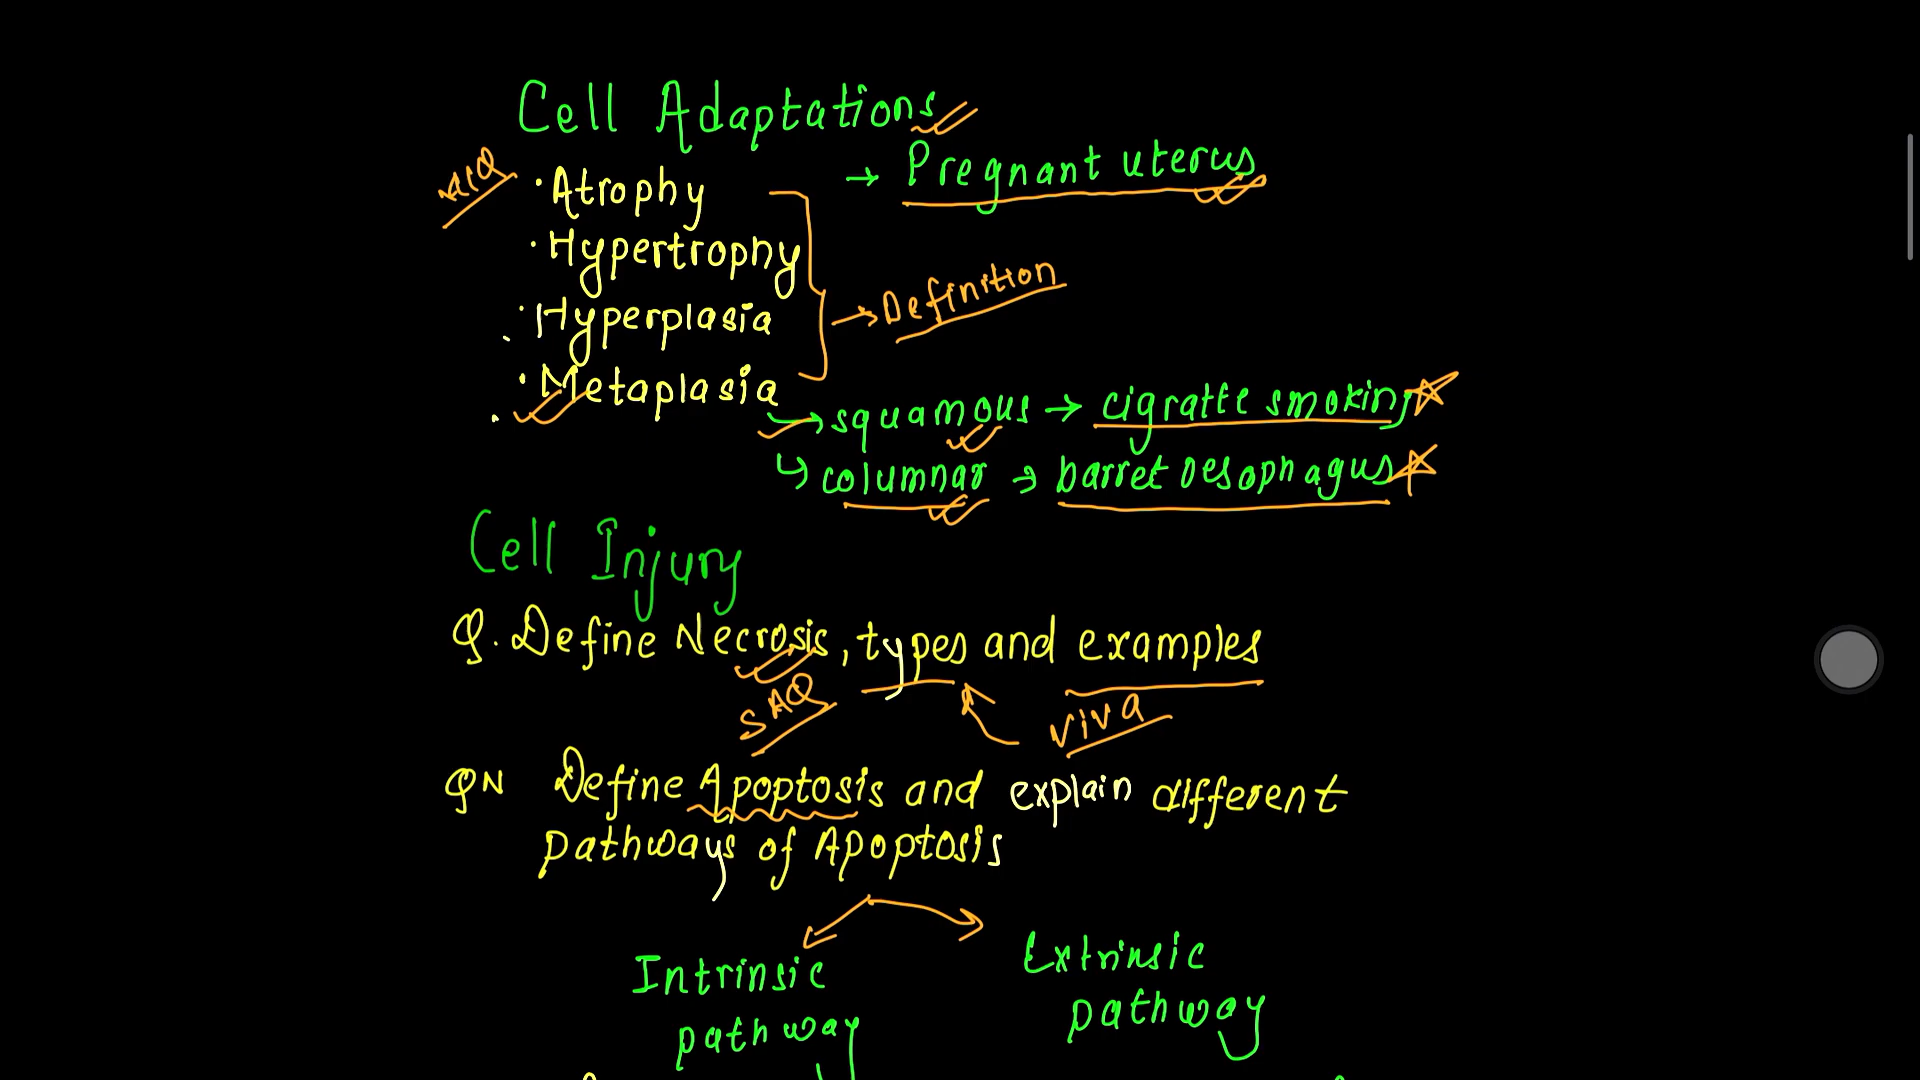 Cell Adaptations
→ Pregnant uterus
MCQ
· Atrophy
· Hypertrophy
→ Definition
· Hyperplasia
· Metaplasia
→ squamous → cigratte smoking
↳ columnar → barret oesophagus
Cell Injury
Q. Define Necrosis, types and examples
SAQ
viva
QN Define Apoptosis and explain different
pathways of Apoptosis
Intrinsic
pathway
Extrinsic
pathway